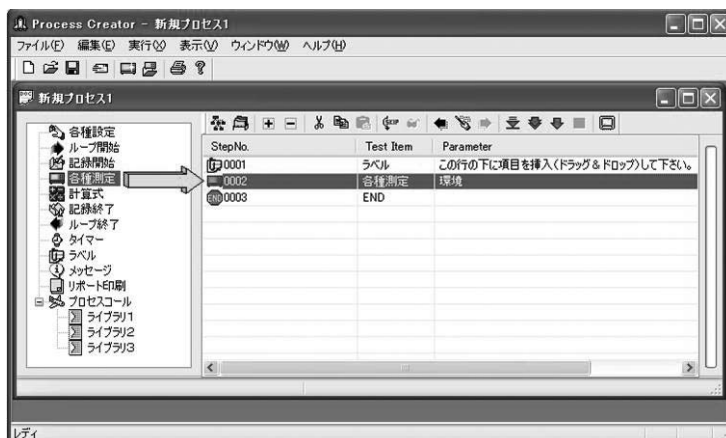 Process Creator - 新規プロセス1
ファイル(F) 編集(E) 実行(X) 表示(V) ウィンドウ(W) ヘルプ(H)
新規プロセス1
各種設定
ループ開始
記録開始
各種測定
計算式
記録終了
ループ終了
タイマー
ラベル
メッセージ
リポート印刷
プロセスコール
ライブラリ1
ライブラリ2
ライブラリ3
SKIP
StepNo. Test Item Parameter
0001 ラベル この行の下に項目を挿入(ドラッグ&ドロップ)して下さい。
0002 各種測定 環境
END 0003 END
レディ